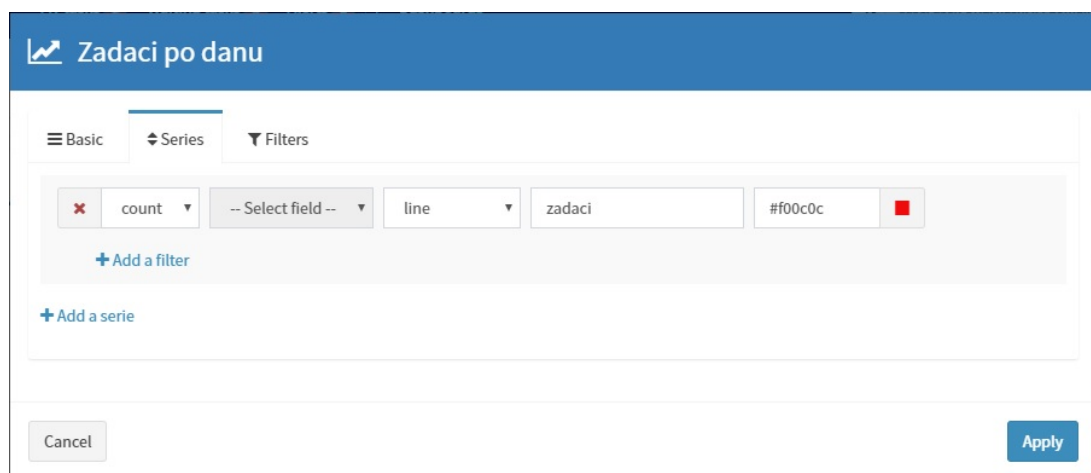 Zadaci po danu
Basic Series Filters
count -- Select field -- line zadaci #f00c0c
Add a filter
Add a serie
Cancel Apply